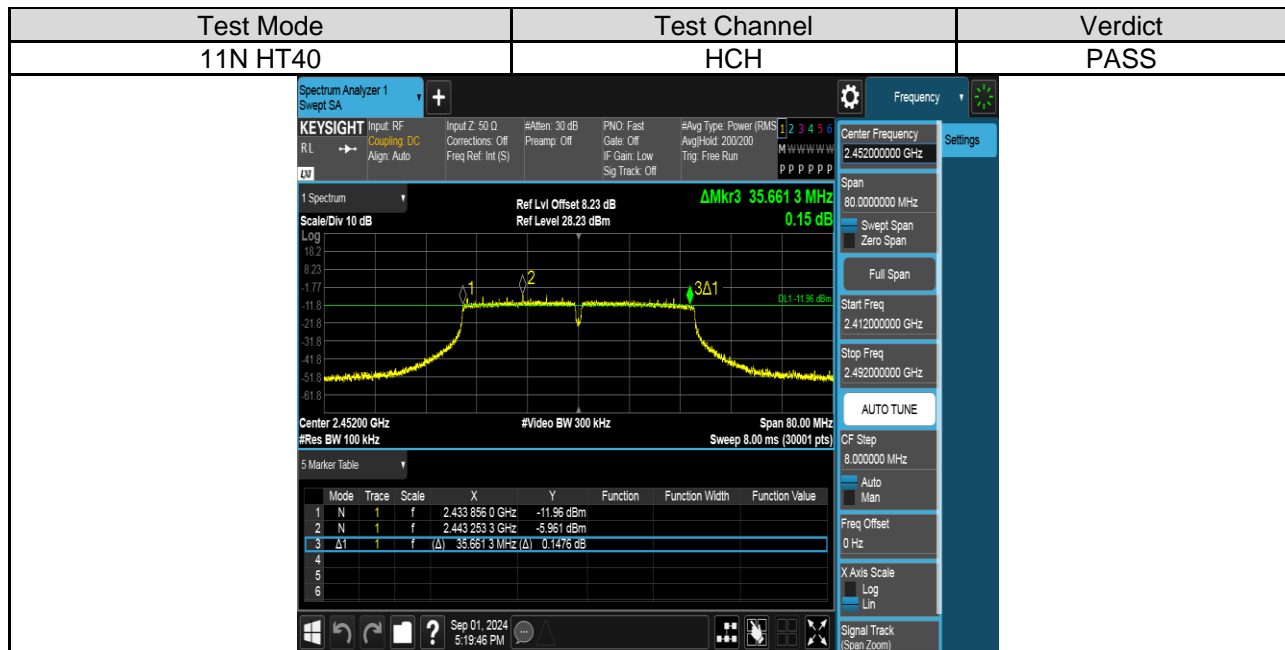 Test Mode Test Channel Verdict
11N HT40 HCH PASS
Spectrum Analyzer 1
Swept SA
+
Frequency
KEYSIGHT
RL
LXI
Input: RF
Coupling: DC
Align: Auto
Input Z: 50 Ω
Corrections: Off
Freq Ref: Int (S)
#Atten: 30 dB
Preamp: Off
PNO: Fast
Gate: Off
IF Gain: Low
Sig Track: Off
#Avg Type: Power (RMS
Avg|Hold: 200/200
Trig: Free Run
1 2 3 4 5 6
M W W W W W
P P P P P P
1 Spectrum
Scale/Div 10 dB
Ref Lvl Offset 8.23 dB
Ref Level 28.23 dBm
ΔMkr3 35.661 3 MHz
0.15 dB
Log
18.2
8.23
-1.77
-11.8
-21.8
-31.8
-41.8
-51.8
-61.8
1
2
3Δ1
DL1 -11.96 dBm
Center 2.45200 GHz #Video BW 300 kHz Span 80.00 MHz
#Res BW 100 kHz Sweep 8.00 ms (30001 pts)
5 Marker Table
Mode Trace Scale X Y Function Function Width Function Value
1 N 1 f 2.433 856 0 GHz -11.96 dBm
2 N 1 f 2.443 253 3 GHz -5.961 dBm
3 Δ1 1 f (Δ) 35.661 3 MHz (Δ) 0.1476 dB
4
5
6
Center Frequency
2.452000000 GHz
Settings
Span
80.0000000 MHz
Swept Span
Zero Span
Full Span
Start Freq
2.412000000 GHz
Stop Freq
2.492000000 GHz
AUTO TUNE
CF Step
8.000000 MHz
Auto
Man
Freq Offset
0 Hz
X Axis Scale
Log
Lin
Signal Track
(Span Zoom)
?
Sep 01, 2024
5:19:46 PM